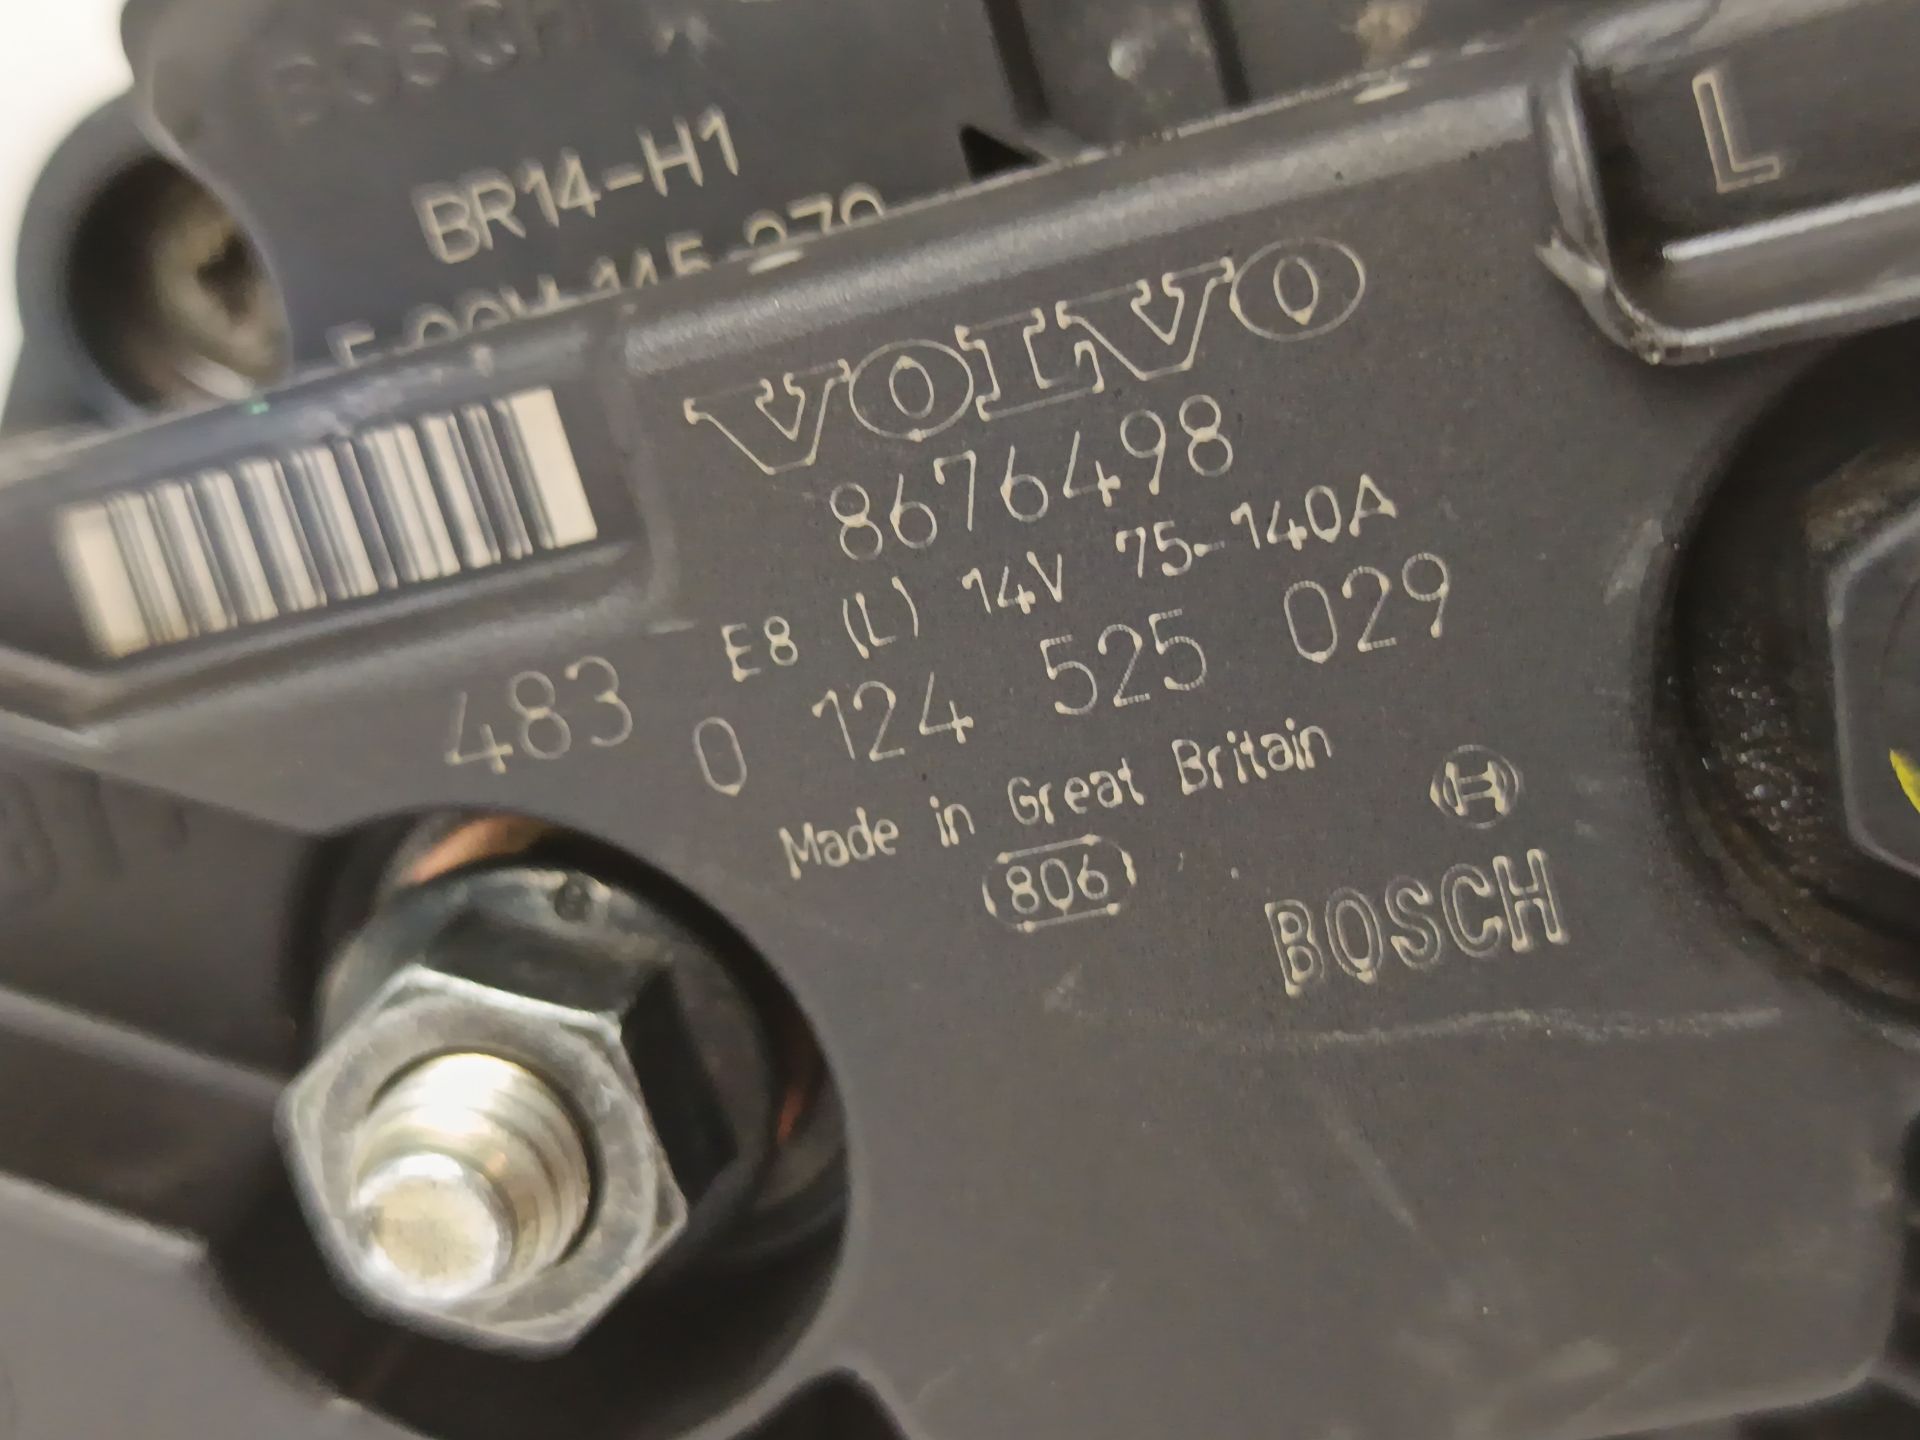 BOSCH
BR14-H1
VOLVO
8676498
E8 (L) 14V 75-140A
483 0 124 525 029
Made in Great Britain
806
BOSCH
L